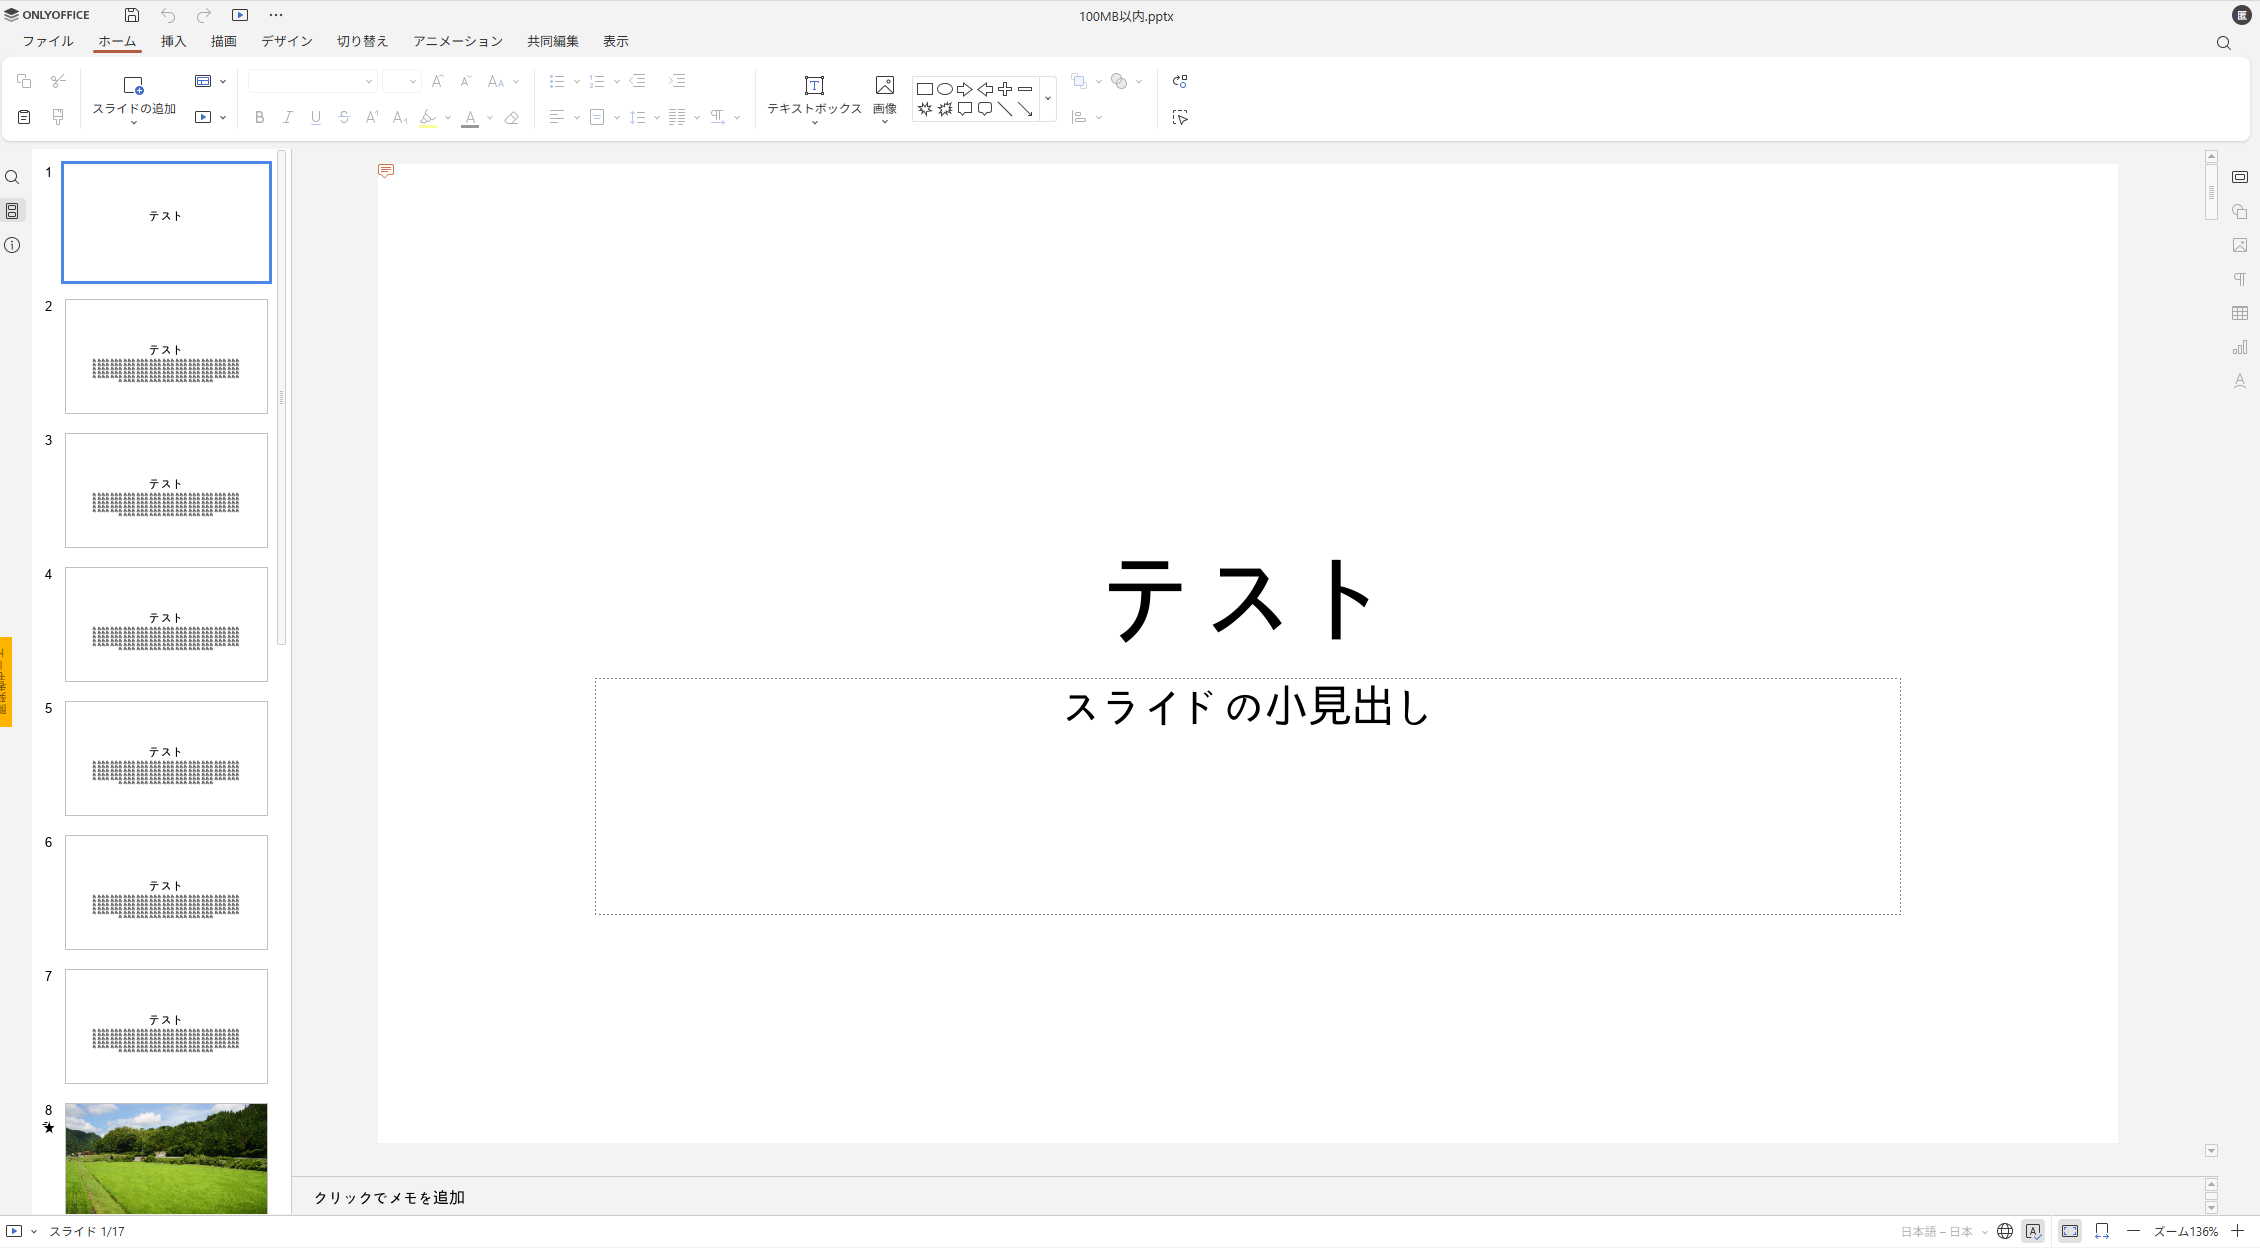 ONLYOFFICE
100MB以内.pptx
匿
ファイル ホーム 挿入 描画 デザイン 切り替え アニメーション 共同編集 表示
スライドの追加
テキストボックス
画像
1
テスト
2
テスト
3
テスト
4
テスト
5
テスト
6
テスト
7
テスト
8
テスト
スライドの小見出し
クリックでメモを追加
スライド 1/17
日本語 – 日本
ズーム136%